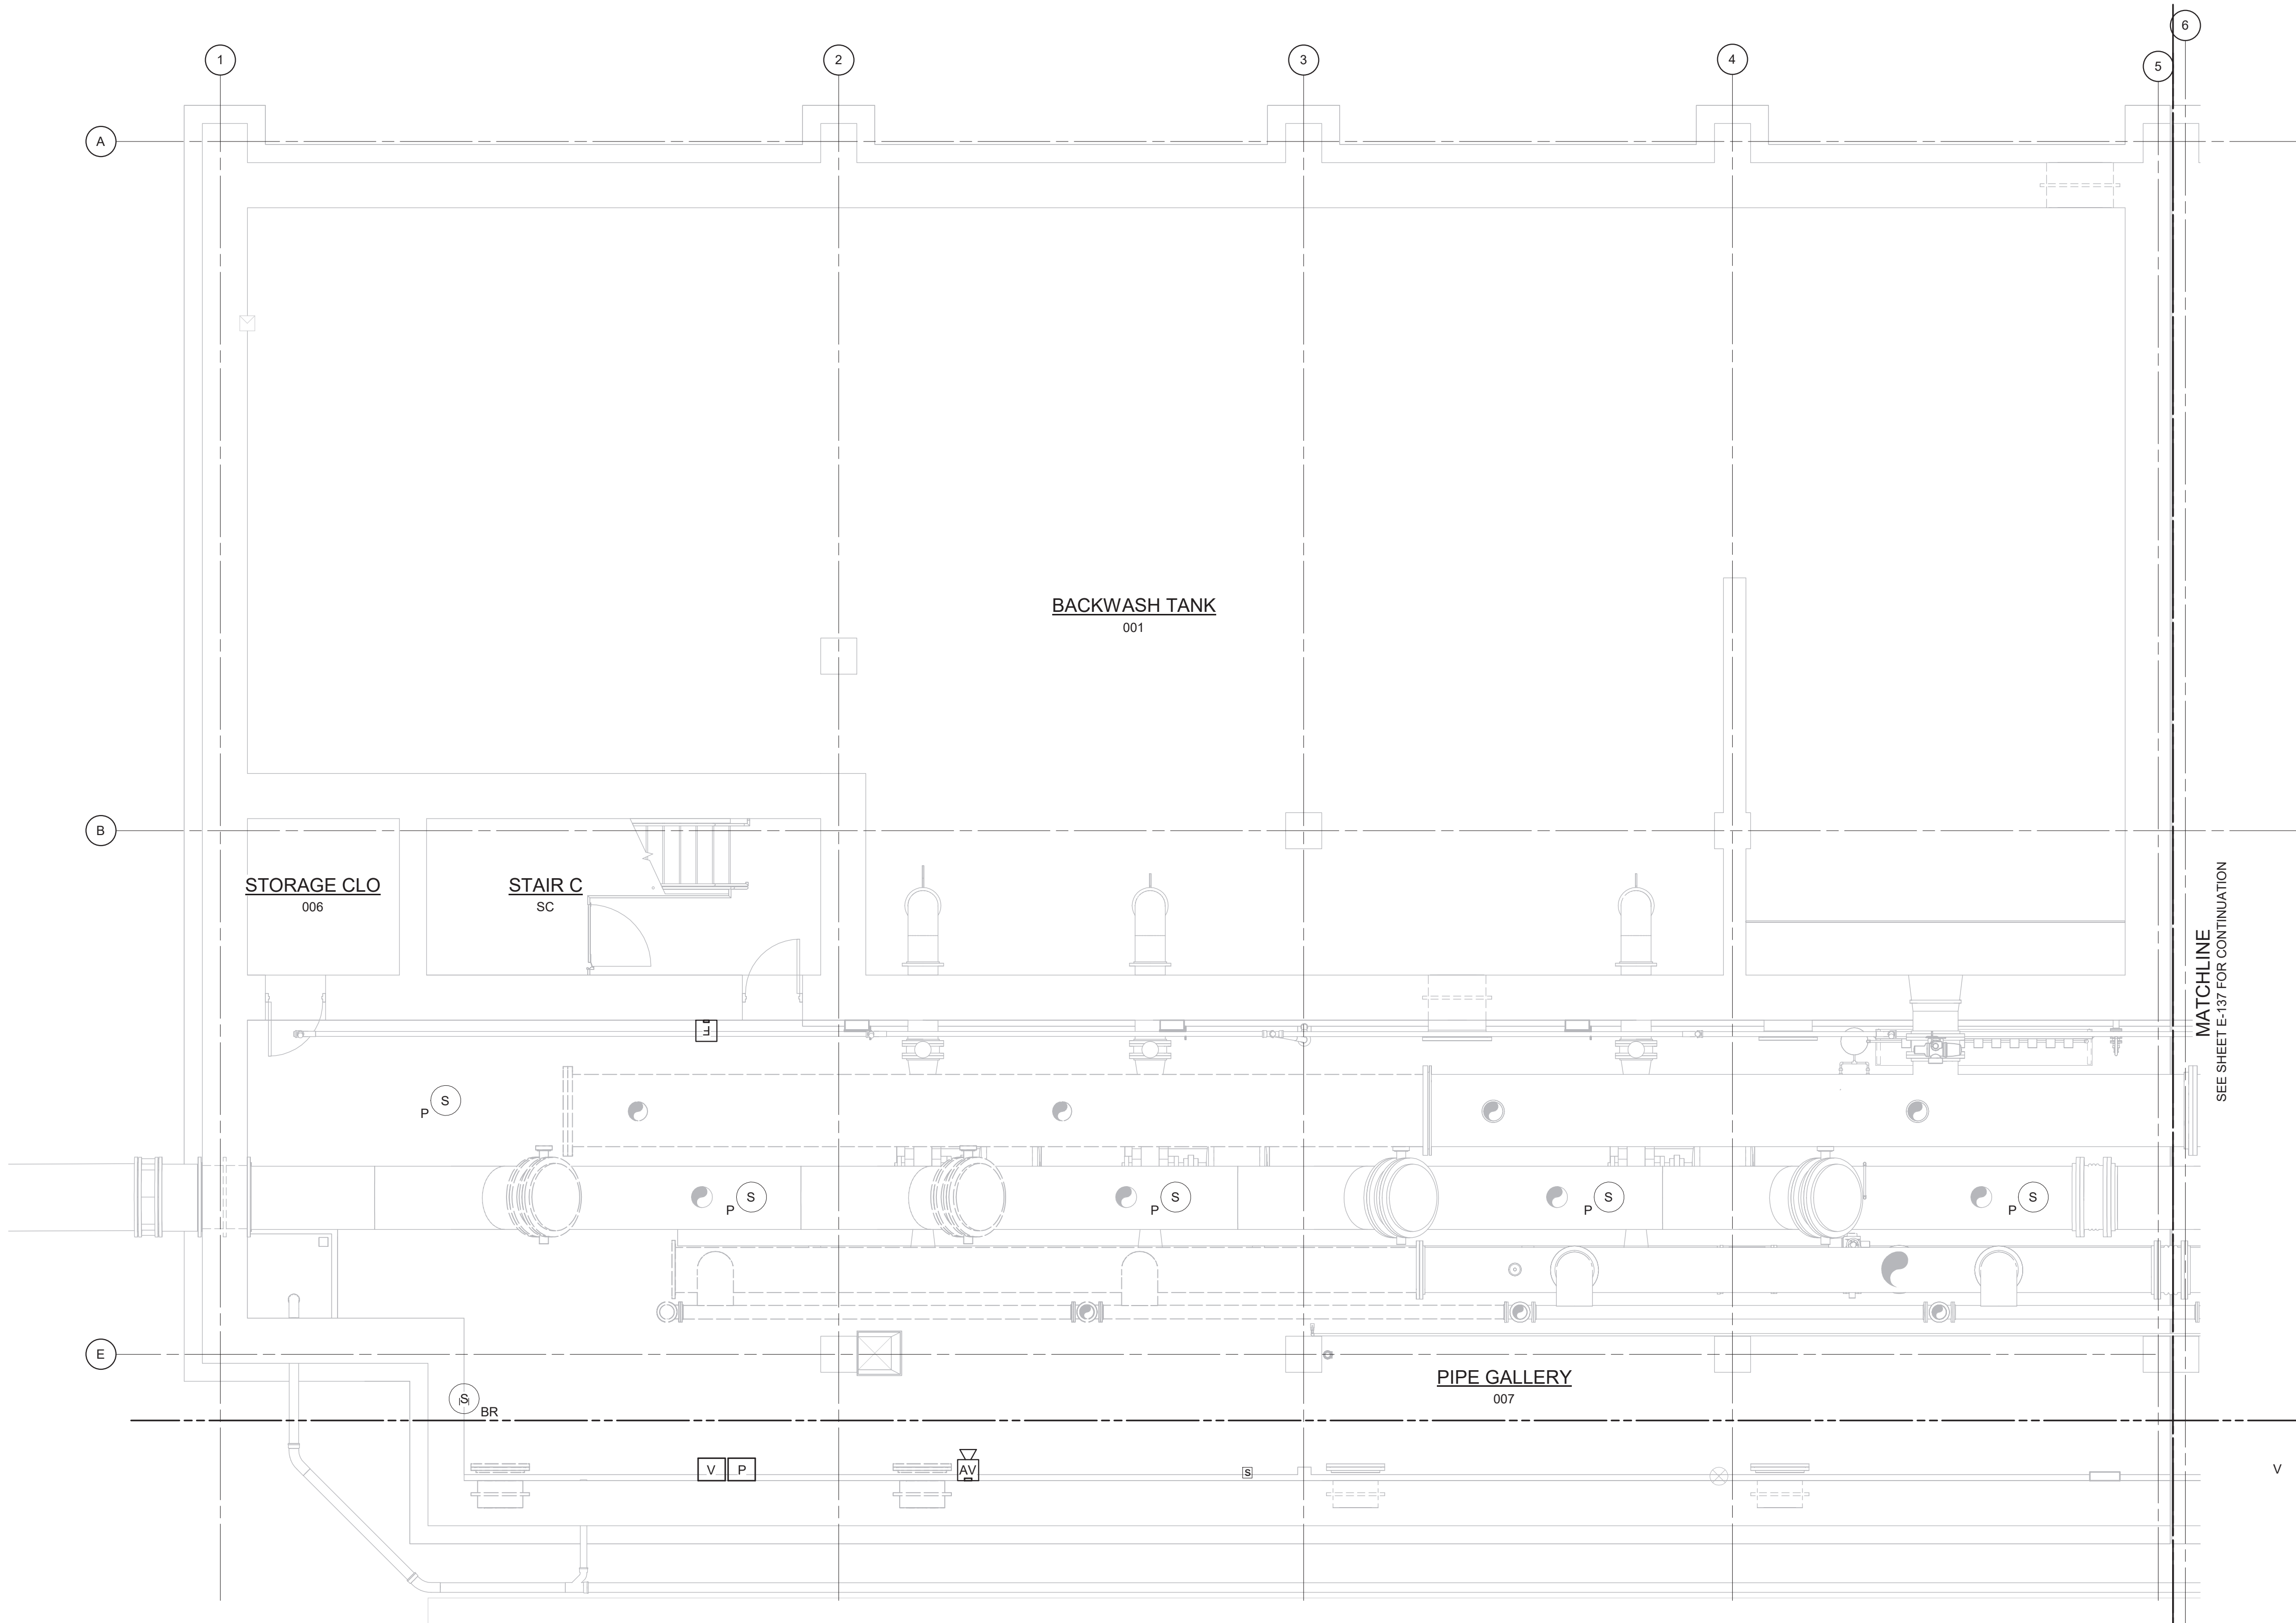 6
1
2
3
4
5
A
BACKWASH TANK
001
B
STORAGE CLO
006
STAIR C
SC
MATCHLINE
SEE SHEET E-137 FOR CONTINUATION
F
S
P
S
P
S
P
S
P
S
P
E
PIPE GALLERY
007
S
BR
V
P
AV
S
V